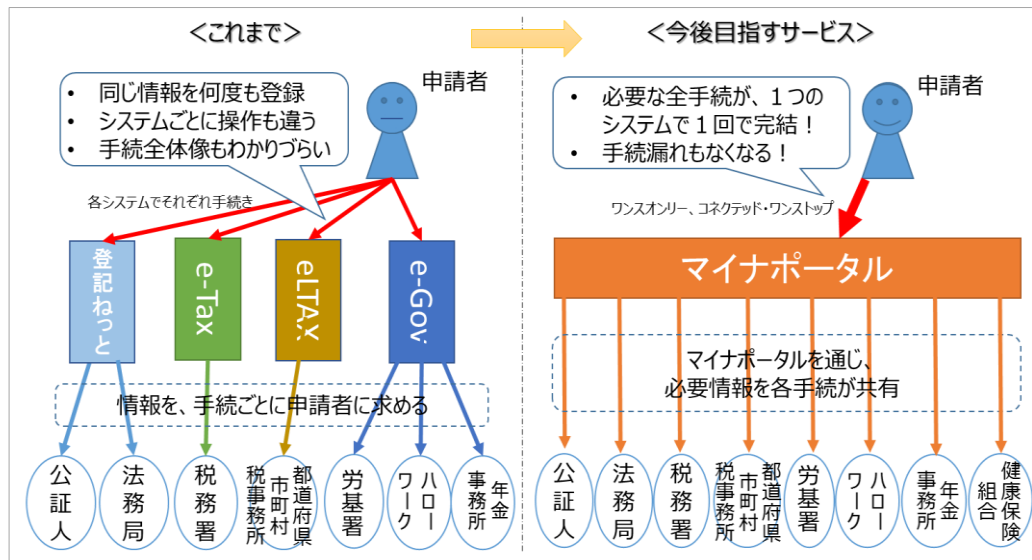 ＜これまで＞
申請者
• 同じ情報を何度も登録
• システムごとに操作も違う
• 手続全体像もわかりづらい
各システムでそれぞれ手続き
登記ねっと
e-Tax
eLTAX
e-Gov
情報を、手続ごとに申請者に求める
公証人
法務局
税務署
都道府県
市町村
税事務所
労基署
ハロー
ワーク
年金
事務所
＜今後目指すサービス＞
申請者
• 必要な全手続が、１つの
システムで１回で完結！
• 手続漏れもなくなる！
ワンスオンリー、コネクテッド・ワンストップ
マイナポータル
マイナポータルを通じ、
必要情報を各手続が共有
公証人
法務局
税務署
都道府県
市町村
税事務所
労基署
ハロー
ワーク
年金
事務所
健康保険
組合